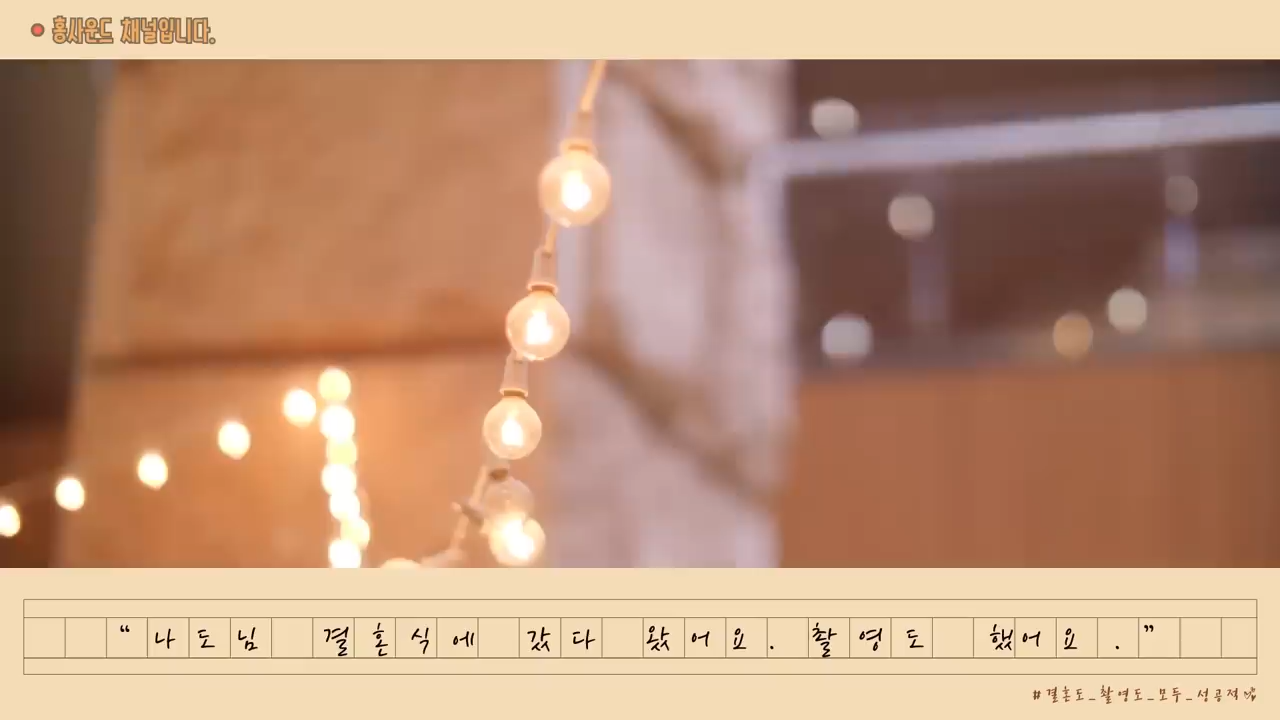 홍사운드 채널입니다.
“나도님 결혼식에 갔다 왔어요. 촬영도 했어요.”
#결혼도_촬영도_모두_성공적